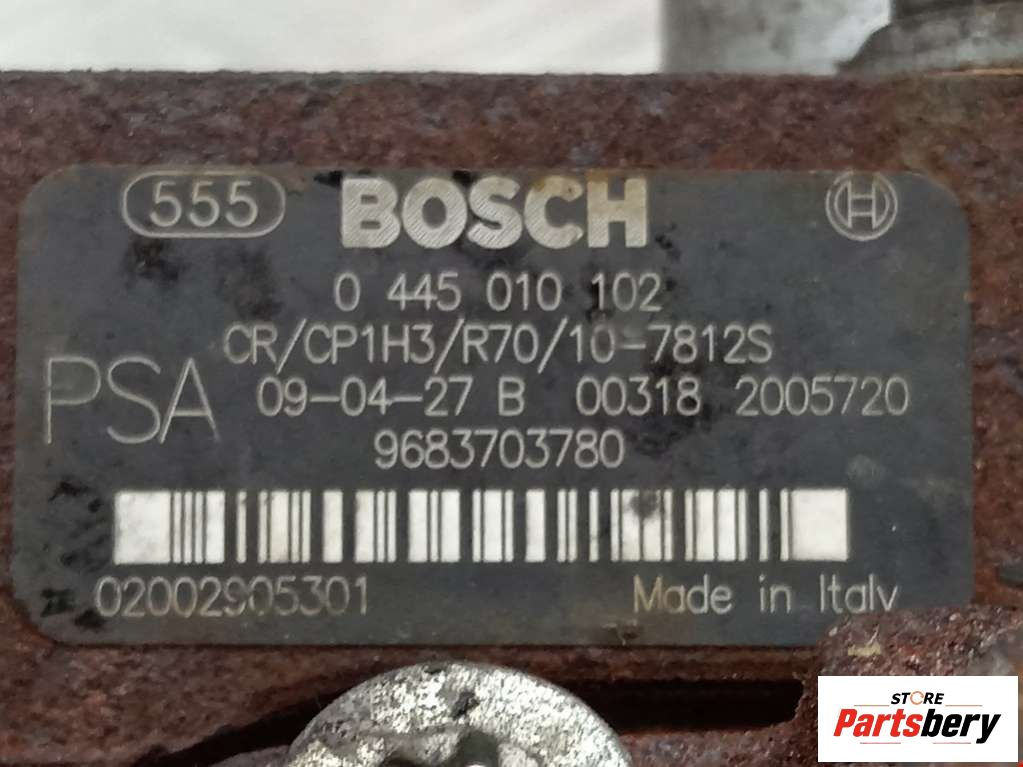 555 BOSCH
0 445 010 102
CR/CP1H3/R70/10-7812S
PSA
09-04-27 B 00318 2005720
9683703780
02002905301 Made in Italy
STORE
Partsbery